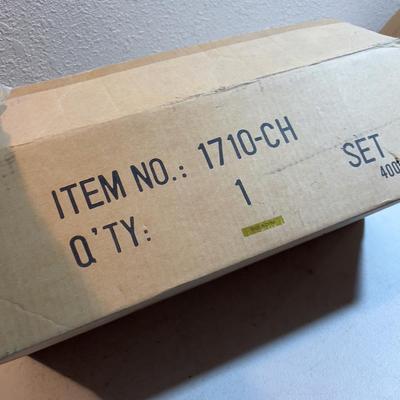 ITEM NO.: 1710-CH
Q'TY: 1 SET